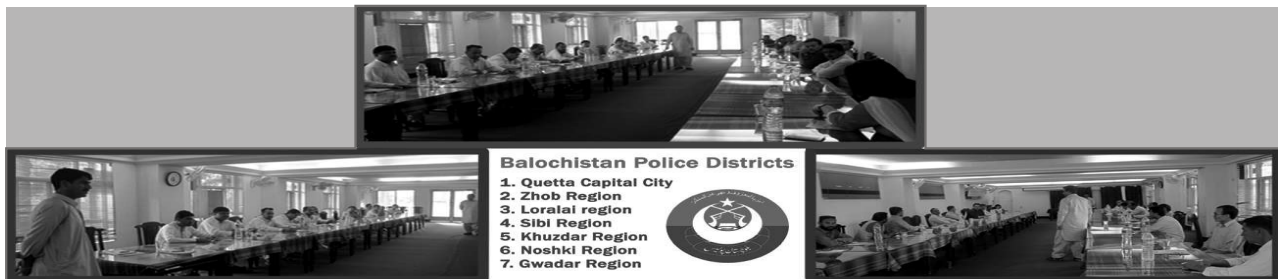 Balochistan Police Districts
1. Quetta Capital City
2. Zhob Region
3. Loralai region
4. Sibi Region
5. Khuzdar Region
6. Noshki Region
7. Gwadar Region